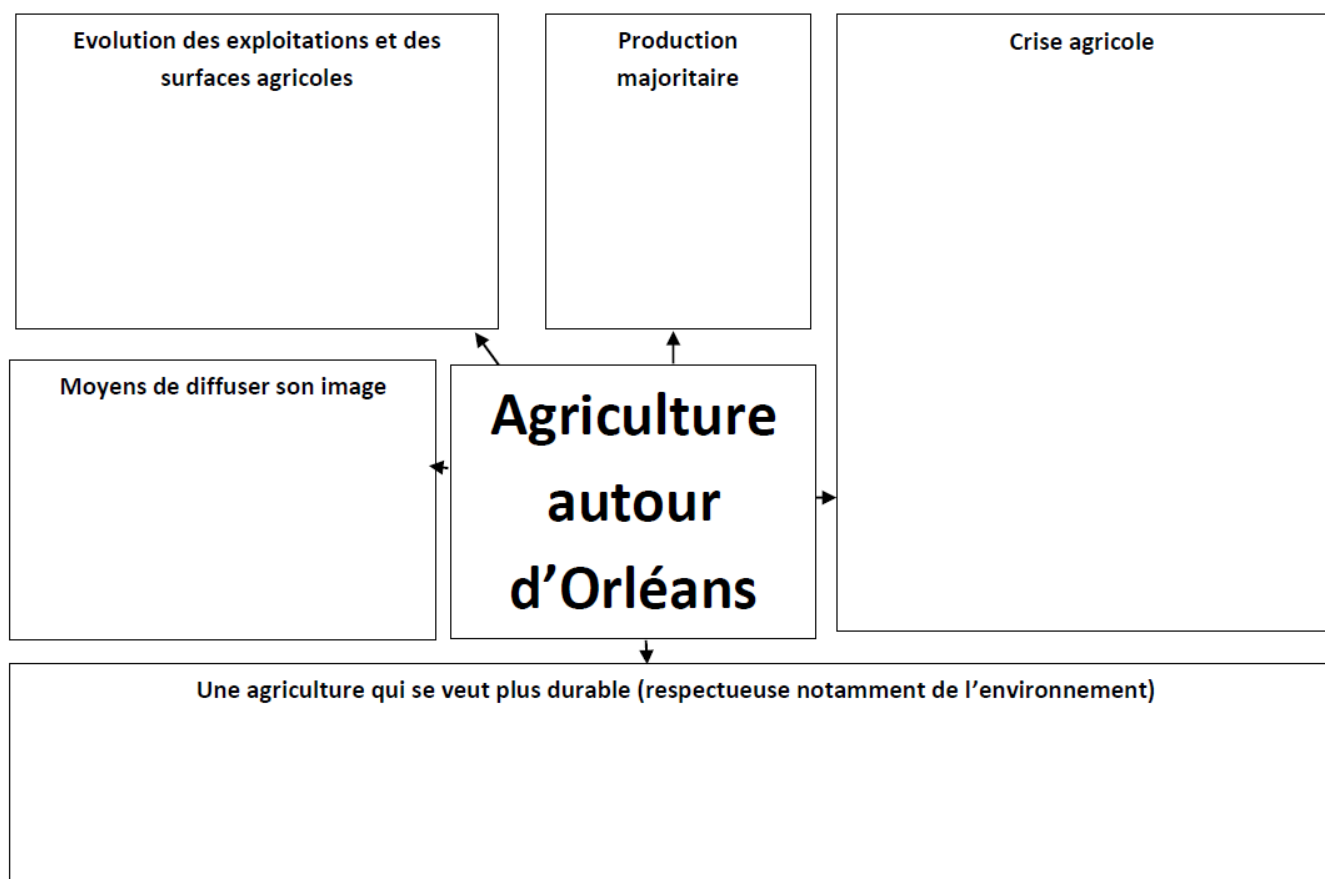 Evolution des exploitations et des
surfaces agricoles
Production
majoritaire
Crise agricole
Moyens de diffuser son image
Agriculture
autour
d’Orléans
Une agriculture qui se veut plus durable (respectueuse notamment de l’environnement)